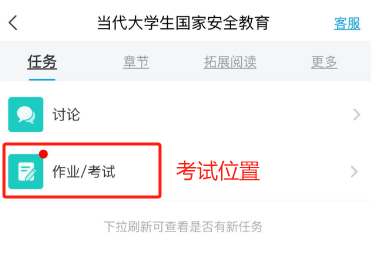 当代大学生国家安全教育 客服
任务 章节 拓展阅读 更多
讨论
作业/考试 考试位置
下拉刷新可查看是否有新任务